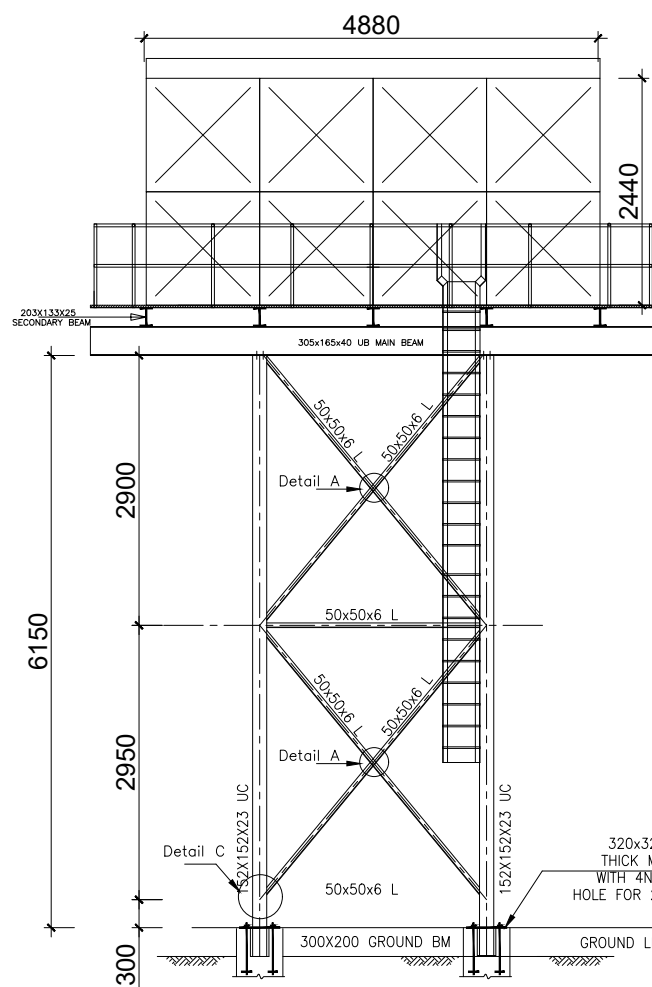 4880
2440
203X133X25
SECONDARY BEAM
305x165x40 UB MAIN BEAM
50x50x6 L
50x50x6 L
Detail A
2900
6150
50x50x6 L
50x50x6 L
50x50x6 L
Detail A
2950
152X152X23 UC
152X152X23 UC
Detail C
50x50x6 L
320x32
THICK M
WITH 4N
HOLE FOR
300
300X200 GROUND BM
GROUND L